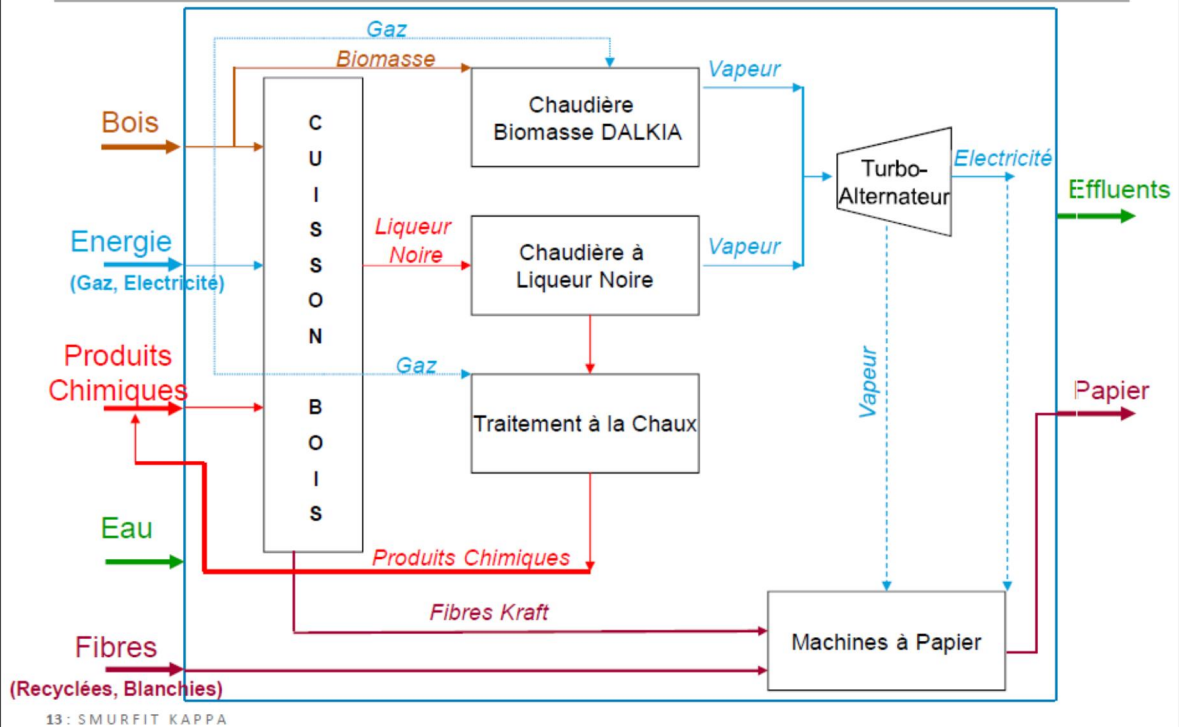 Gaz
Biomasse
Vapeur
Chaudière
Biomasse DALKIA
Bois
C
U
I
S
S
O
N
B
O
I
S
Turbo-
Alternateur
Electricité
Effluents
Energie
(Gaz, Electricité)
Liqueur
Noire
Chaudière à
Liqueur Noire
Vapeur
Produits
Chimiques
Gaz
Vapeur
Papier
Traitement à la Chaux
Eau
Produits Chimiques
Fibres Kraft
Machines à Papier
Fibres
(Recyclées, Blanchies)
13: SMURFIT KAPPA